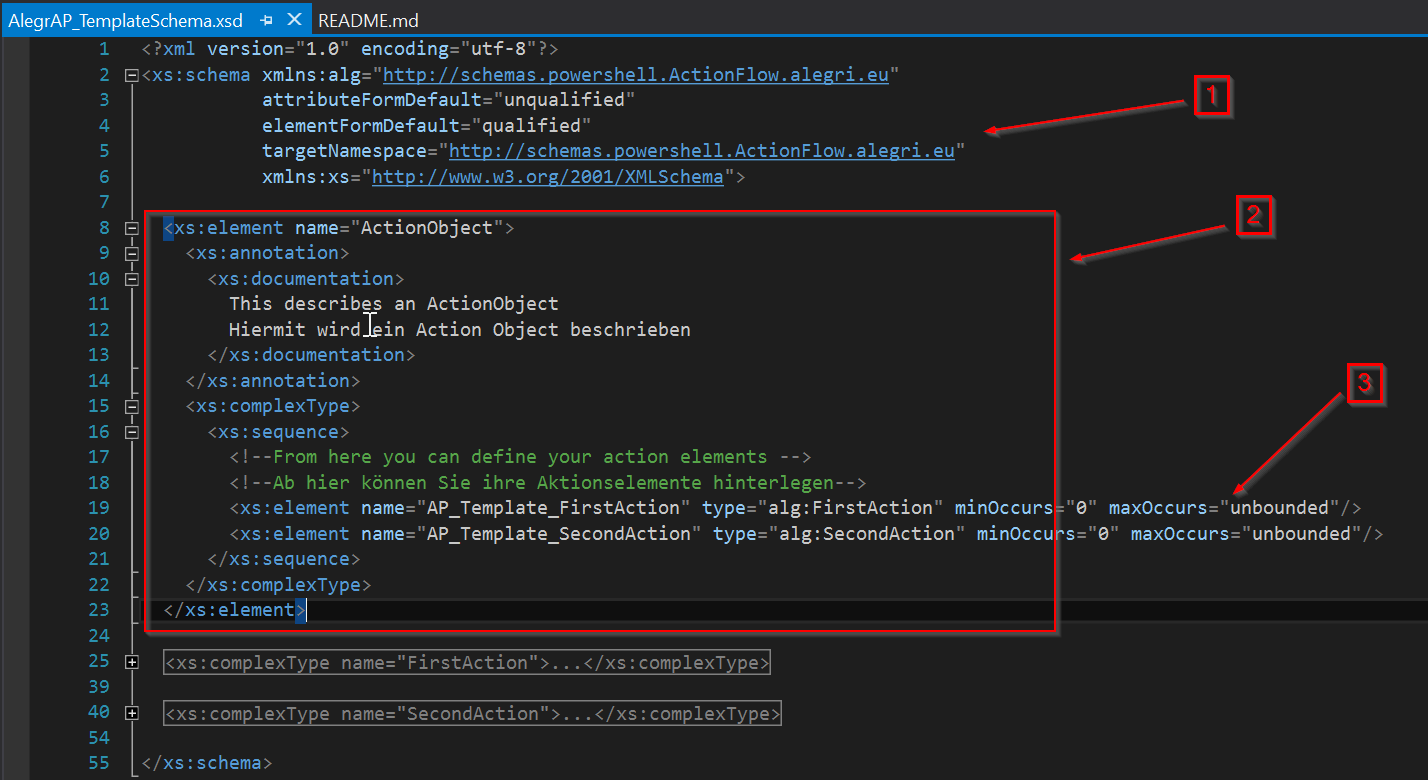 AlegrAP_TemplateSchema.xsd README.md
1 <?xml version="1.0" encoding="utf-8"?>
2 <xs:schema xmlns:alg="http://schemas.powershell.ActionFlow.alegri.eu"
3 attributeFormDefault="unqualified"
4 elementFormDefault="qualified"
5 targetNamespace="http://schemas.powershell.ActionFlow.alegri.eu"
6 xmlns:xs="http://www.w3.org/2001/XMLSchema">
1
7
8 <xs:element name="ActionObject">
2
9 <xs:annotation>
10 <xs:documentation>
11 This describes an ActionObject
12 Hiermit wird ein Action Object beschrieben
13 </xs:documentation>
14 </xs:annotation>
3
15 <xs:complexType>
16 <xs:sequence>
17 <!--From here you can define your action elements -->
18 <!--Ab hier können Sie ihre Aktionselemente hinterlegen-->
19 <xs:element name="AP_Template_FirstAction" type="alg:FirstAction" minOccurs="0" maxOccurs="unbounded"/>
20 <xs:element name="AP_Template_SecondAction" type="alg:SecondAction" minOccurs="0" maxOccurs="unbounded"/>
21 </xs:sequence>
22 </xs:complexType>
23 </xs:element>
24
25 <xs:complexType name="FirstAction">...</xs:complexType>
39
40 <xs:complexType name="SecondAction">...</xs:complexType>
54
55 </xs:schema>